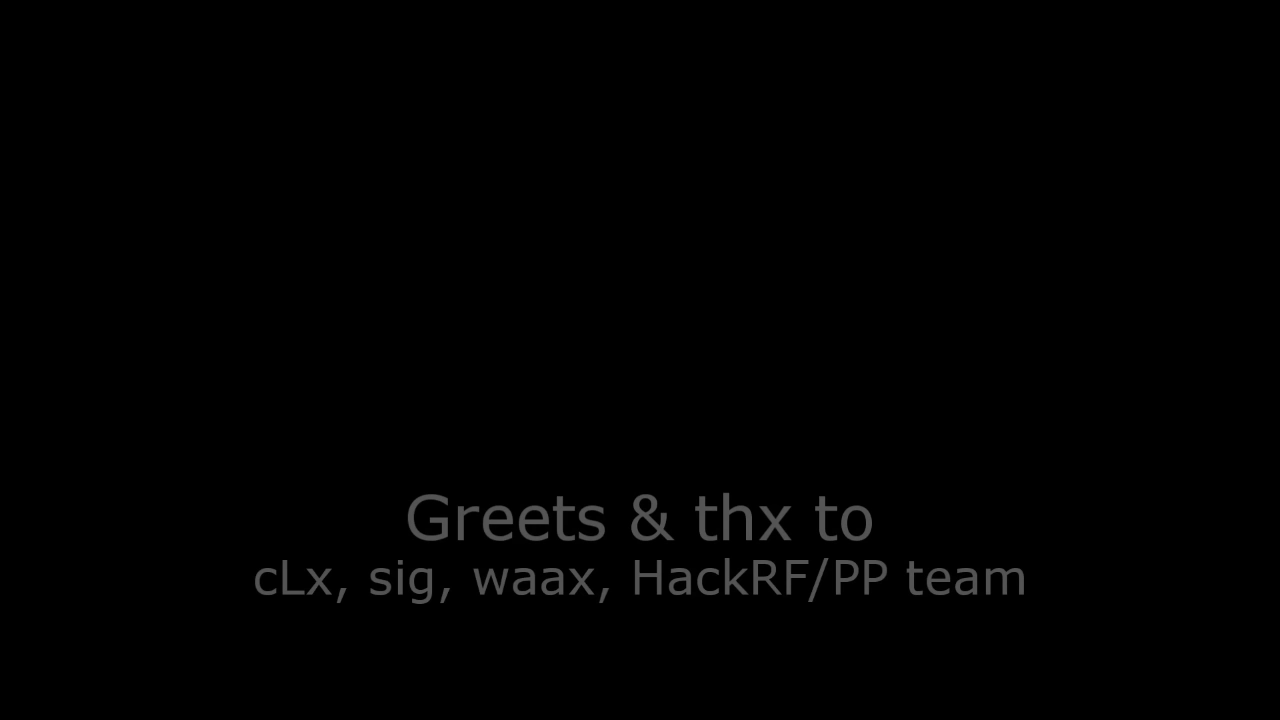 Greets & thx to
cLx, sig, waax, HackRF/PP team